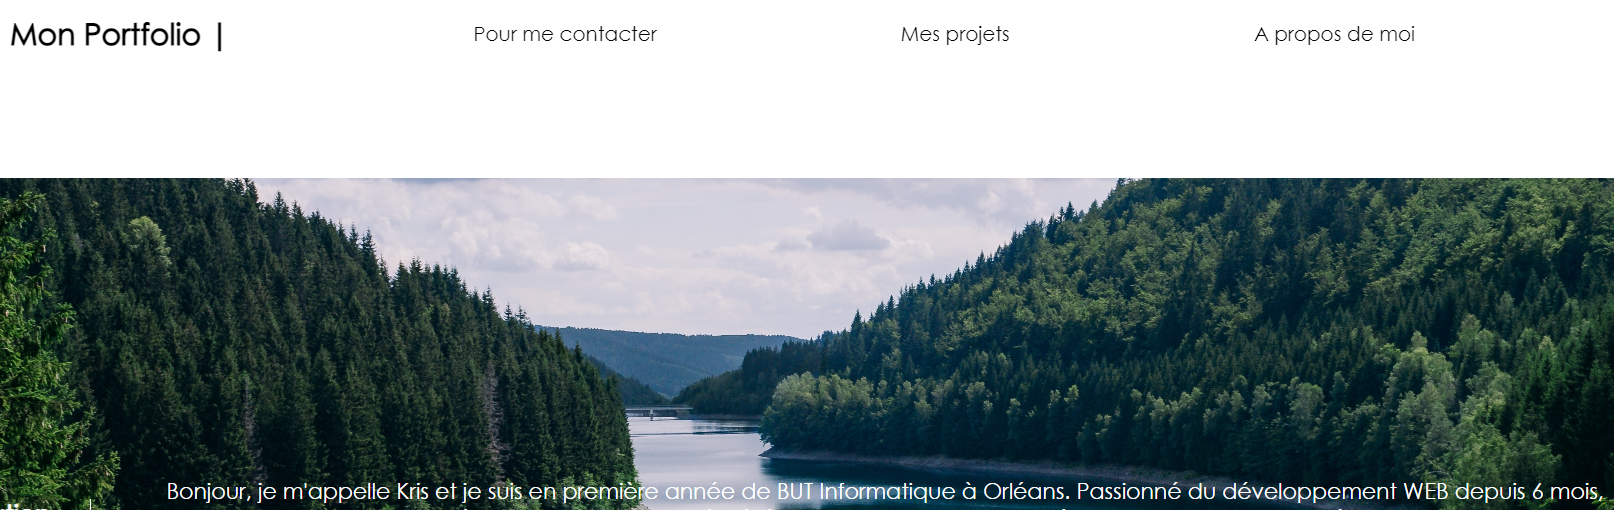 Mon Portfolio |
Pour me contacter
Mes projets
A propos de moi
Bonjour, je m'appelle Kris et je suis en première année de BUT Informatique à Orléans. Passionné du développement WEB depuis 6 mois,